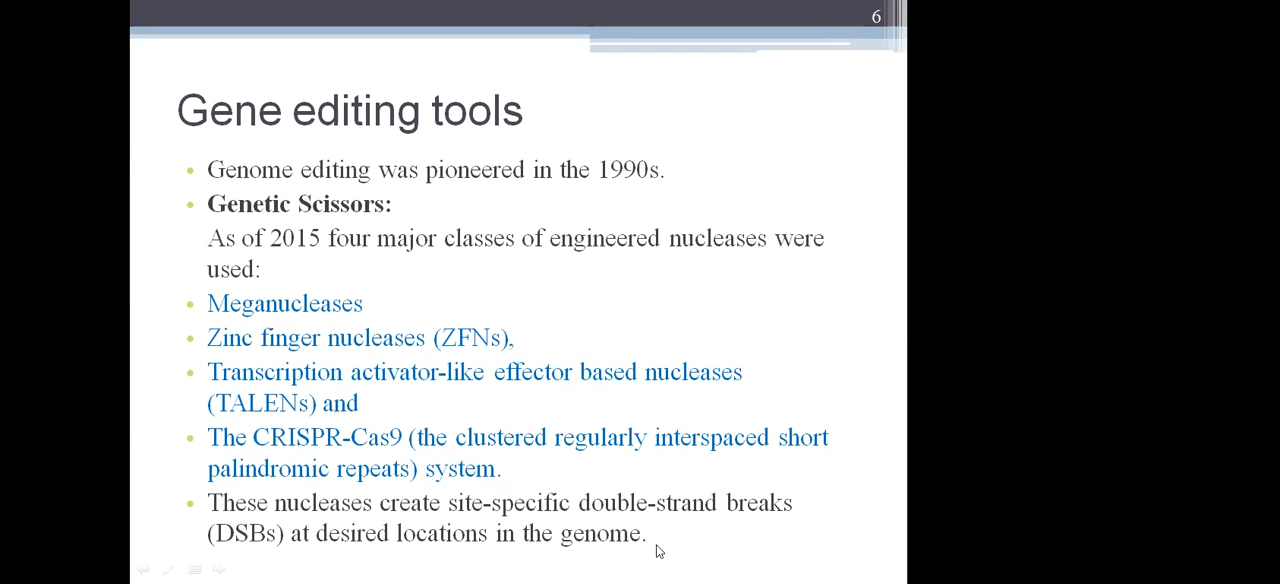 6
Gene editing tools
• Genome editing was pioneered in the 1990s.
• Genetic Scissors:
As of 2015 four major classes of engineered nucleases were
used:
• Meganucleases
• Zinc finger nucleases (ZFNs),
• Transcription activator-like effector based nucleases
(TALENs) and
• The CRISPR-Cas9 (the clustered regularly interspaced short
palindromic repeats) system.
• These nucleases create site-specific double-strand breaks
(DSBs) at desired locations in the genome.